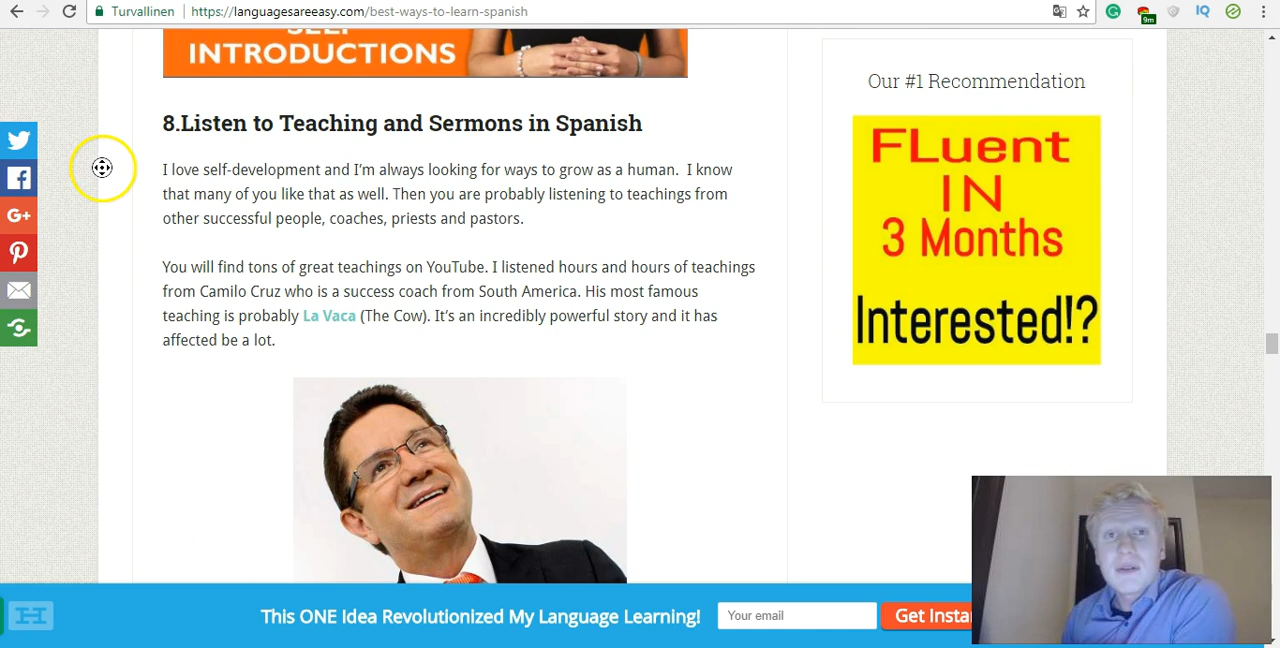 Turvallinen
https://languagesareeasy.com/best-ways-to-learn-spanish
9m
IQ
INTRODUCTIONS
8.Listen to Teaching and Sermons in Spanish
I love self-development and I'm always looking for ways to grow as a human. I know
that many of you like that as well. Then you are probably listening to teachings from
other successful people, coaches, priests and pastors.
You will find tons of great teachings on YouTube. I listened hours and hours of teachings
from Camilo Cruz who is a success coach from South America. His most famous
teaching is probably La Vaca (The Cow). It's an incredibly powerful story and it has
affected be a lot.
Our #1 Recommendation
FLuent
IN
3 Months
Interested!?
G+
This ONE Idea Revolutionized My Language Learning!
Your email
Get Insta